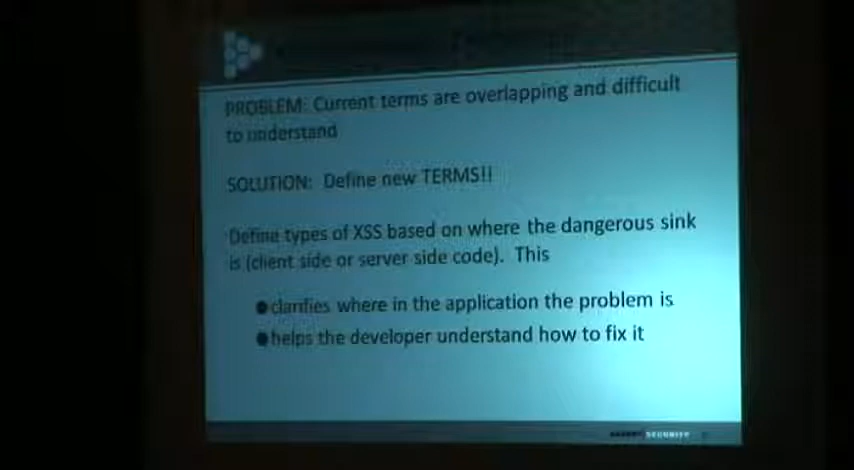 PROBLEM: Current terms are overlapping and difficult
to understand
SOLUTION: Define new TERMS!!
Define types of XSS based on where the dangerous sink
is (client side or server side code). This
●clarifies where in the application the problem is
●helps the developer understand how to fix it
SECURITY